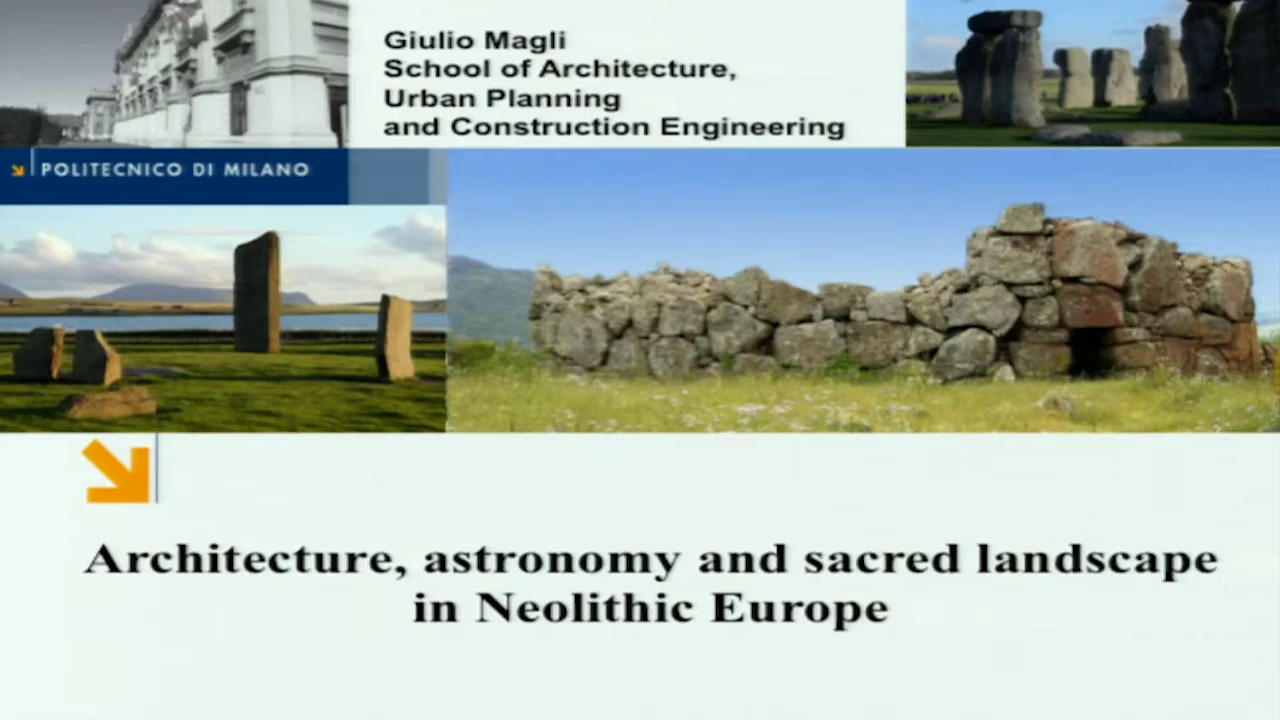 Giulio Magli
School of Architecture,
Urban Planning
and Construction Engineering
POLITECNICO DI MILANO
Architecture, astronomy and sacred landscape
in Neolithic Europe